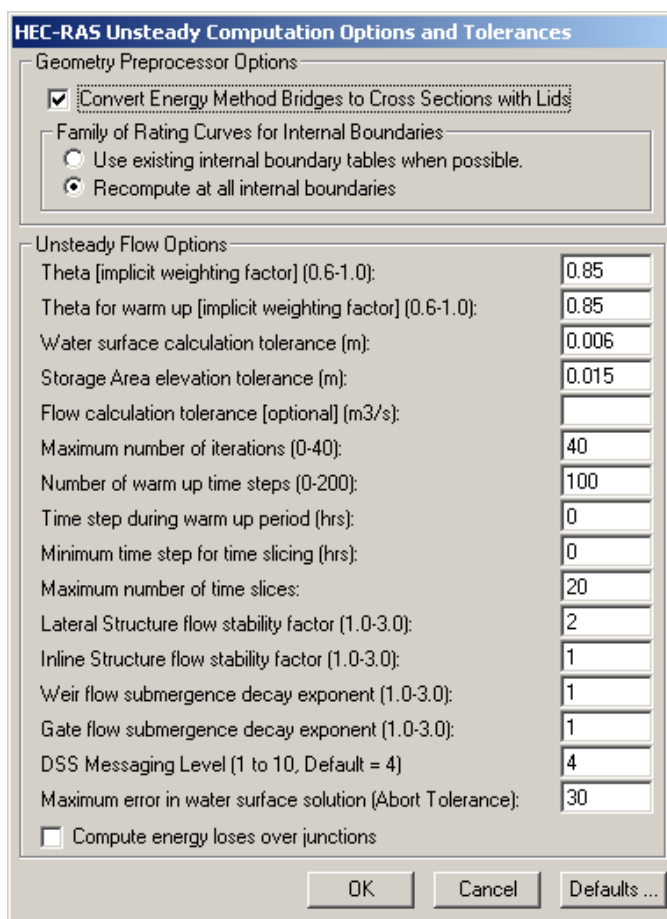 HEC-RAS Unsteady Computation Options and Tolerances
Geometry Preprocessor Options
Convert Energy Method Bridges to Cross Sections with Lids
Family of Rating Curves for Internal Boundaries
Use existing internal boundary tables when possible.
Recompute at all internal boundaries
Unsteady Flow Options
Theta [implicit weighting factor] (0.6-1.0): 0.85
Theta for warm up [implicit weighting factor] (0.6-1.0): 0.85
Water surface calculation tolerance (m): 0.006
Storage Area elevation tolerance (m): 0.015
Flow calculation tolerance [optional] (m3/s):
Maximum number of iterations (0-40): 40
Number of warm up time steps (0-200): 100
Time step during warm up period (hrs): 0
Minimum time step for time slicing (hrs): 0
Maximum number of time slices: 20
Lateral Structure flow stability factor (1.0-3.0): 2
Inline Structure flow stability factor (1.0-3.0): 1
Weir flow submergence decay exponent (1.0-3.0): 1
Gate flow submergence decay exponent (1.0-3.0): 1
DSS Messaging Level (1 to 10, Default = 4) 4
Maximum error in water surface solution (Abort Tolerance): 30
Compute energy loses over junctions
OK Cancel Defaults ...